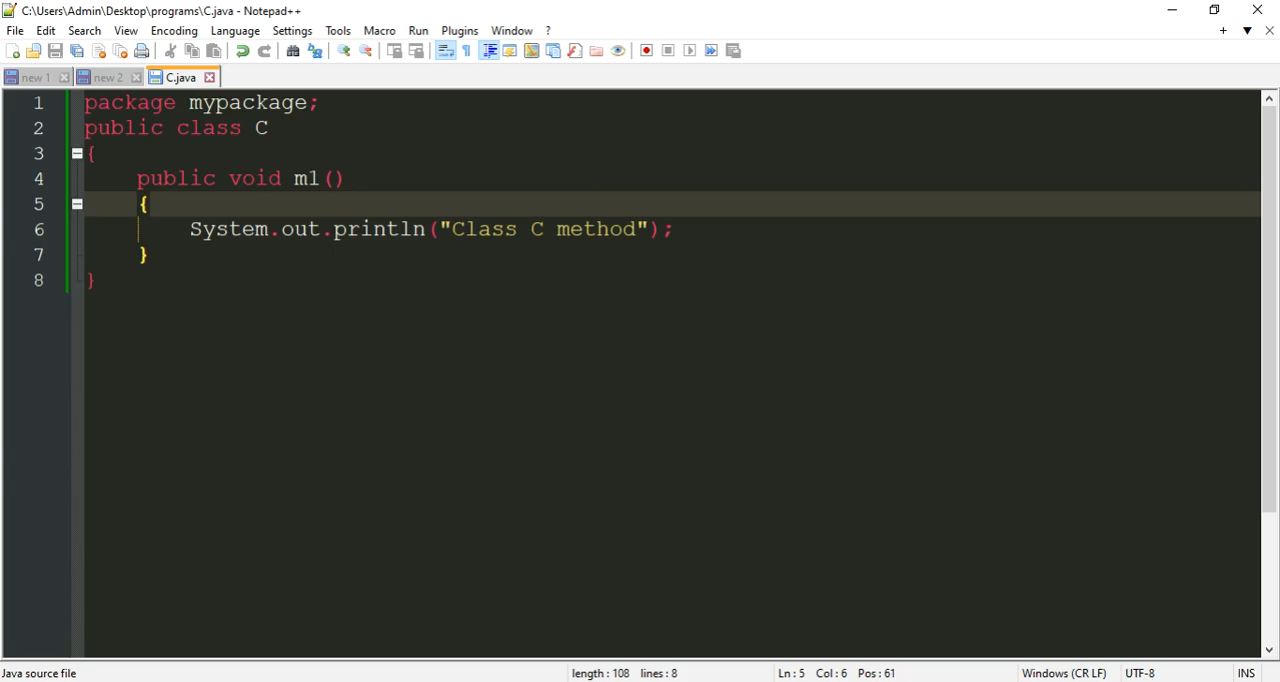 C:\Users\Admin\Desktop\programs\C.java - Notepad++
File Edit Search View Encoding Language Settings Tools Macro Run Plugins Window ?
new 1 new 2 C.java
1 package mypackage;
2 public class C
3 {
4 public void m1()
5 {
6 System.out.println("Class C method");
7 }
8 }
Java source file length : 108 lines : 8 Ln : 5 Col : 6 Pos : 61 Windows (CR LF) UTF-8 INS